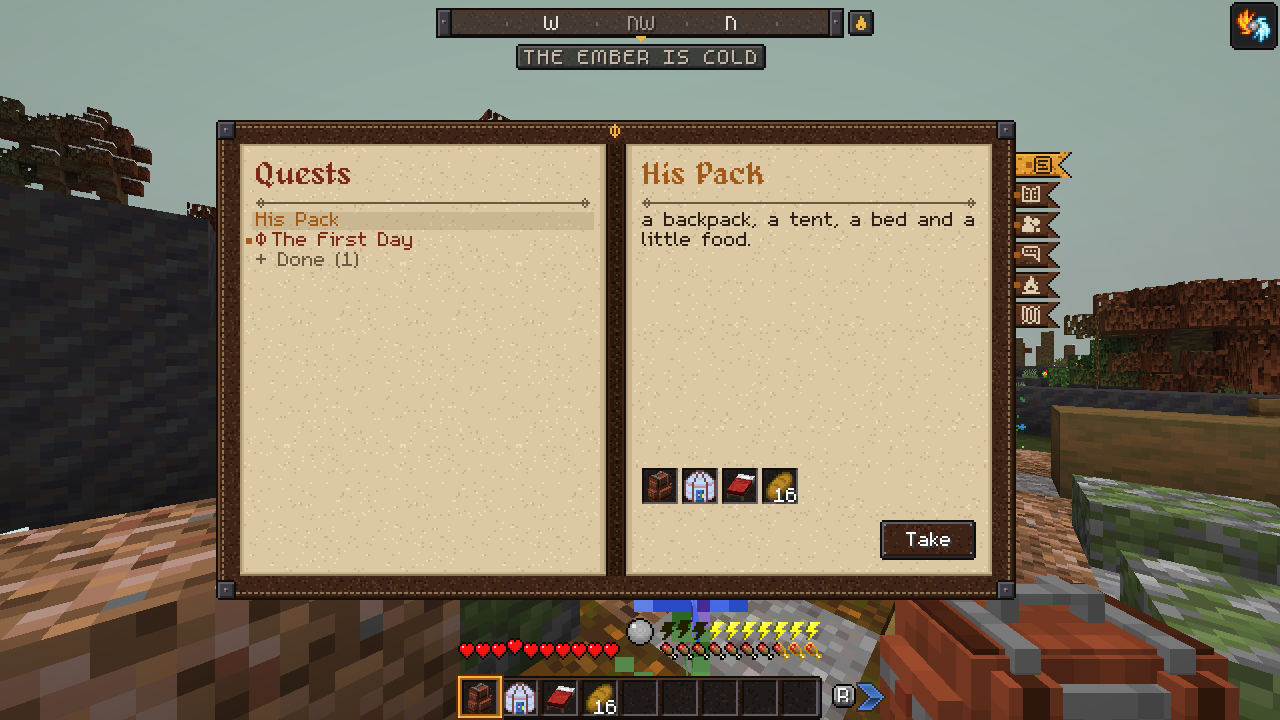 W NW N
THE EMBER IS COLD
Quests
His Pack
The First Day
+ Done (1)
His Pack
a backpack, a tent, a bed and a
little food.
16
Take
16
R